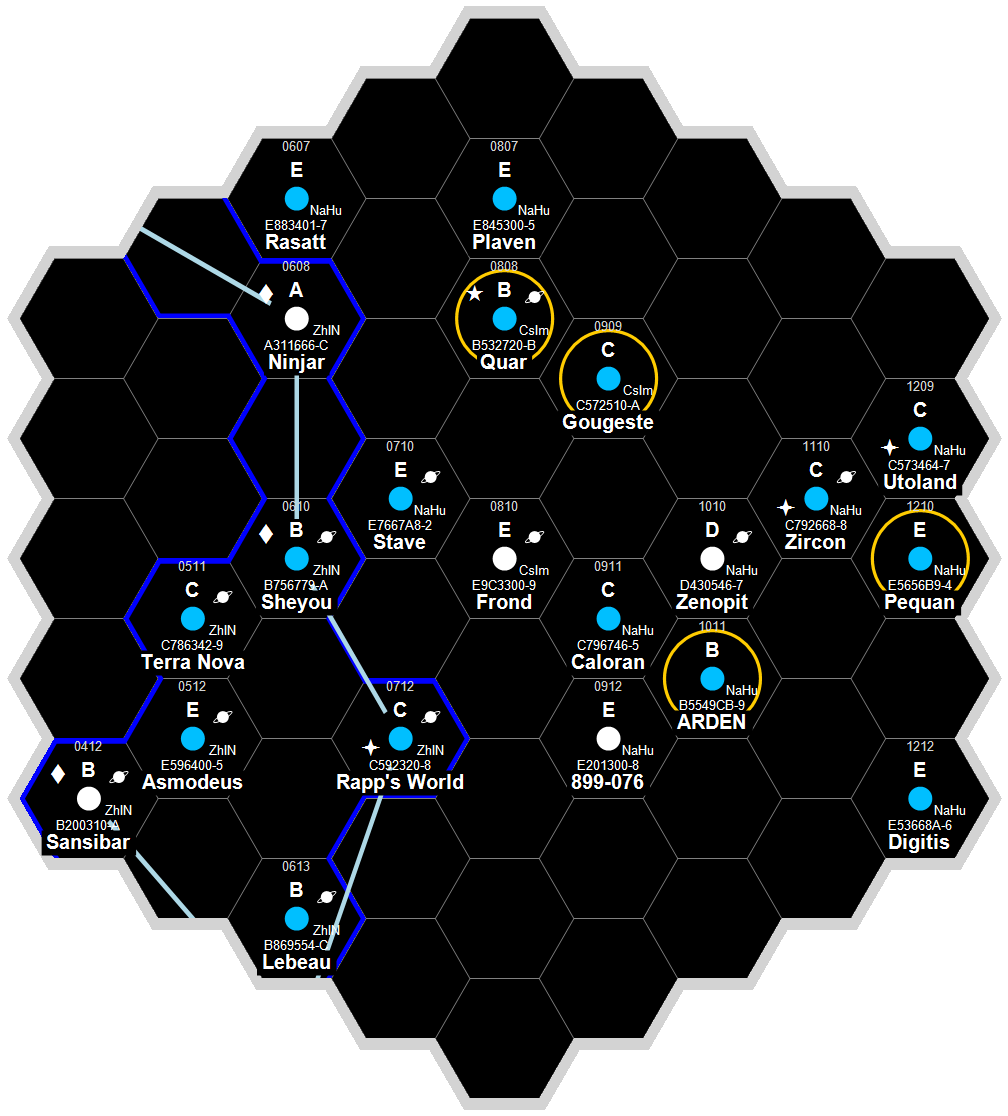 0607
E
NaHu
E883401-7
Rasatt
0807
E
NaHu
E845300-5
Plaven
0608
A
ZhIN
A311666-C
Ninjar
0808
B
CsIm
B532720-B
Quar
0909
C
CsIm
C572510-A
Gougeste
1209
C
NaHu
C573464-7
Utoland
0710
E
NaHu
E7667A8-2
Stave
1110
C
NaHu
C792668-8
Zircon
0610
B
ZhIN
B756779-A
Sheyou
0810
E
CsIm
E9C3300-9
Frond
1010
D
NaHu
D430546-7
Zenopit
1210
E
NaHu
E5656B9-4
Pequan
0511
C
ZhIN
C786342-9
Terra Nova
0911
C
NaHu
C796746-5
Caloran
1011
B
NaHu
B5549CB-9
ARDEN
0512
E
ZhIN
E596400-5
Asmodeus
0712
C
ZhIN
C592320-8
Rapp's World
0912
E
NaHu
E201300-8
899-076
0412
B
ZhIN
B200310-A
Sansibar
1212
E
NaHu
E53668A-6
Digitis
0613
B
ZhIN
B869554-C
Lebeau